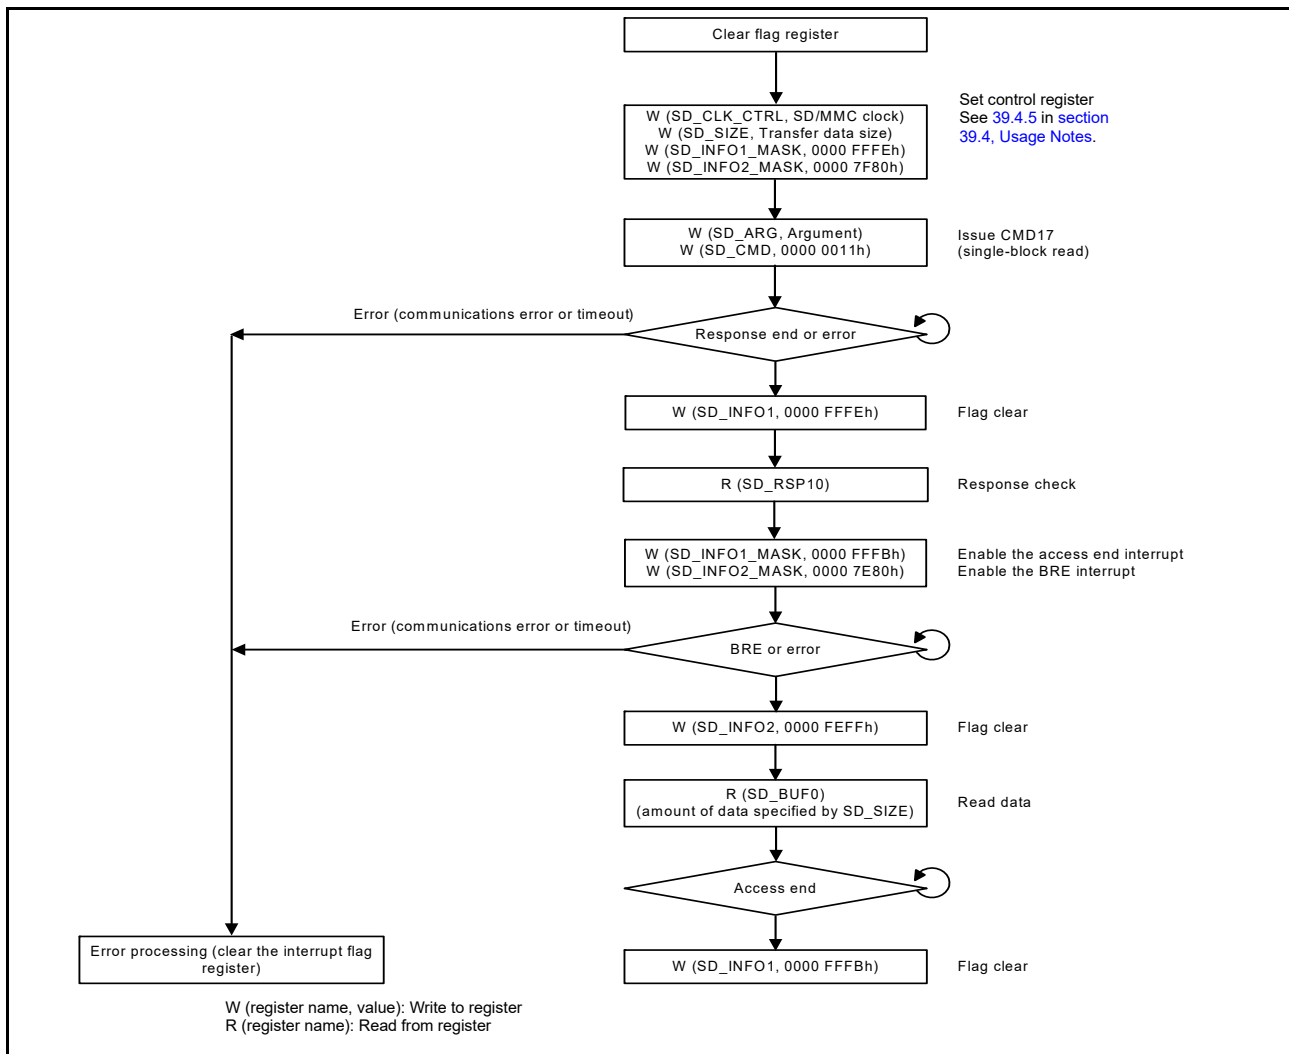 Clear flag register
W (SD_CLK_CTRL, SD/MMC clock)
W (SD_SIZE, Transfer data size)
W (SD_INFO1_MASK, 0000 FFFEh)
W (SD_INFO2_MASK, 0000 7F80h)
Set control register
See 39.4.5 in section
39.4, Usage Notes.
W (SD_ARG, Argument)
W (SD_CMD, 0000 0011h)
Issue CMD17
(single-block read)
Error (communications error or timeout)
Response end or error
W (SD_INFO1, 0000 FFFEh)
Flag clear
R (SD_RSP10)
Response check
W (SD_INFO1_MASK, 0000 FFFBh)
W (SD_INFO2_MASK, 0000 7E80h)
Enable the access end interrupt
Enable the BRE interrupt
Error (communications error or timeout)
BRE or error
W (SD_INFO2, 0000 FEFFh)
Flag clear
R (SD_BUF0)
(amount of data specified by SD_SIZE)
Read data
Access end
Error processing (clear the interrupt flag
register)
W (SD_INFO1, 0000 FFFBh)
Flag clear
W (register name, value): Write to register
R (register name): Read from register